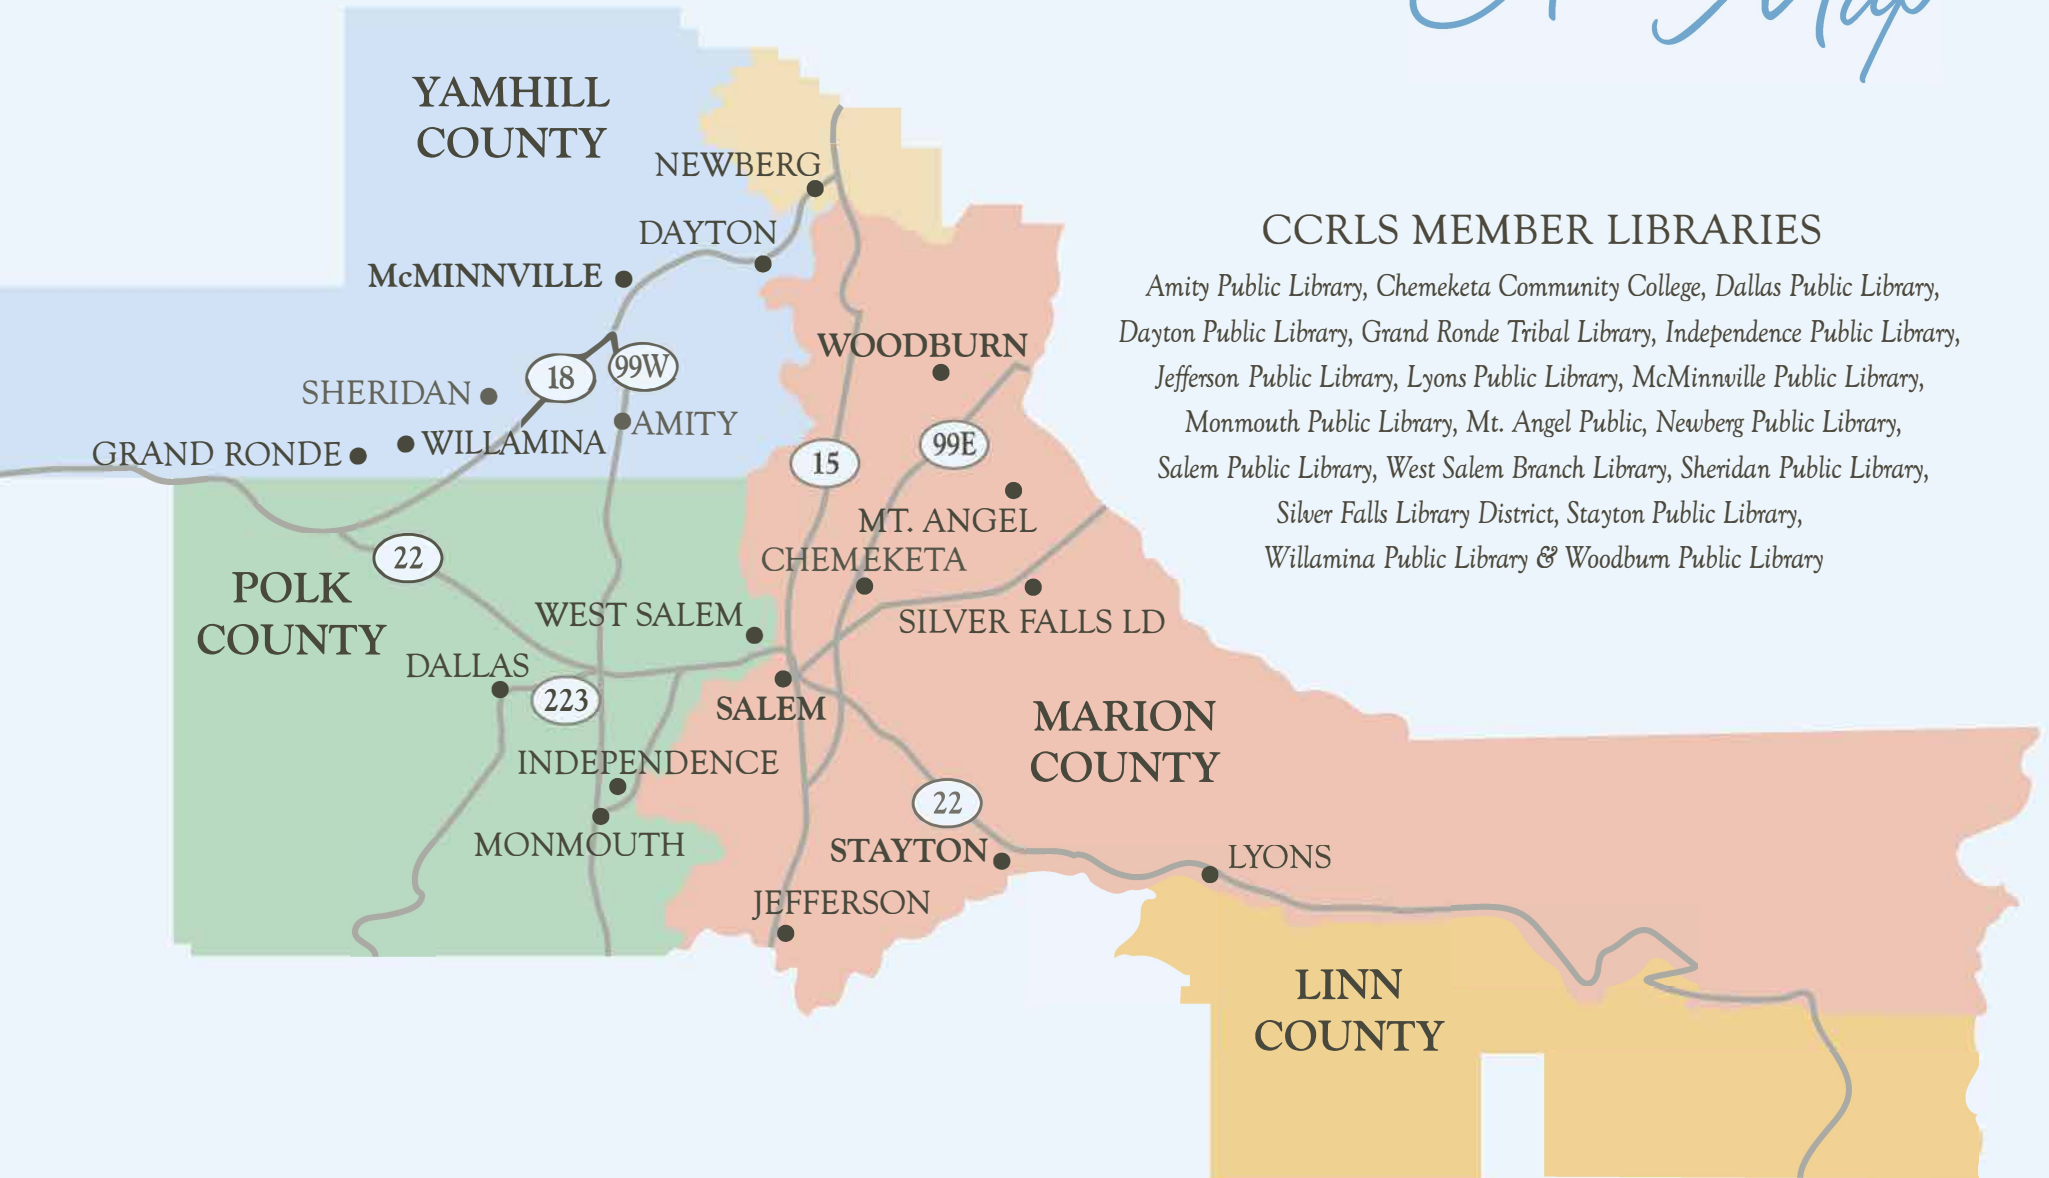 Map
YAMHILL
COUNTY
NEWBERG
DAYTON
McMINNVILLE
WOODBURN
18
99W
SHERIDAN
AMITY
GRAND RONDE
WILLAMINA
15
99E
MT. ANGEL
22
CHEMEKETA
POLK
COUNTY
WEST SALEM
SILVER FALLS LD
DALLAS
223
SALEM
MARION
COUNTY
INDEPENDENCE
22
MONMOUTH
STAYTON
LYONS
JEFFERSON
LINN
COUNTY
CCRLS MEMBER LIBRARIES
Amity Public Library, Chemeketa Community College, Dallas Public Library,
Dayton Public Library, Grand Ronde Tribal Library, Independence Public Library,
Jefferson Public Library, Lyons Public Library, McMinnville Public Library,
Monmouth Public Library, Mt. Angel Public, Newberg Public Library,
Salem Public Library, West Salem Branch Library, Sheridan Public Library,
Silver Falls Library District, Stayton Public Library,
Willamina Public Library & Woodburn Public Library